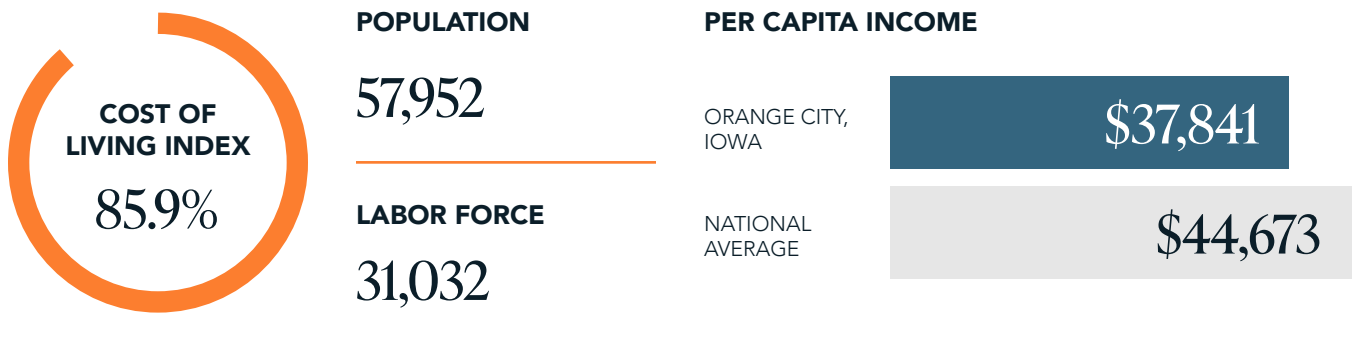 COST OF
LIVING INDEX
85.9%
POPULATION
57,952
LABOR FORCE
31,032
PER CAPITA INCOME
ORANGE CITY,
IOWA
$37,841
NATIONAL
AVERAGE
$44,673